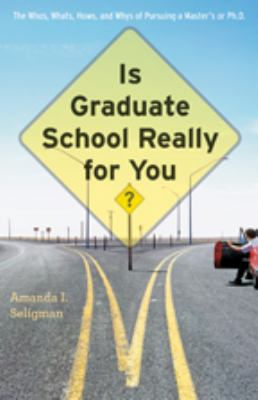 The Whos, Whats, Hows, and Whys of Pursuing a Master's or Ph.D.
Is
Graduate
School Really
for You
?
Amanda I.
Seligman